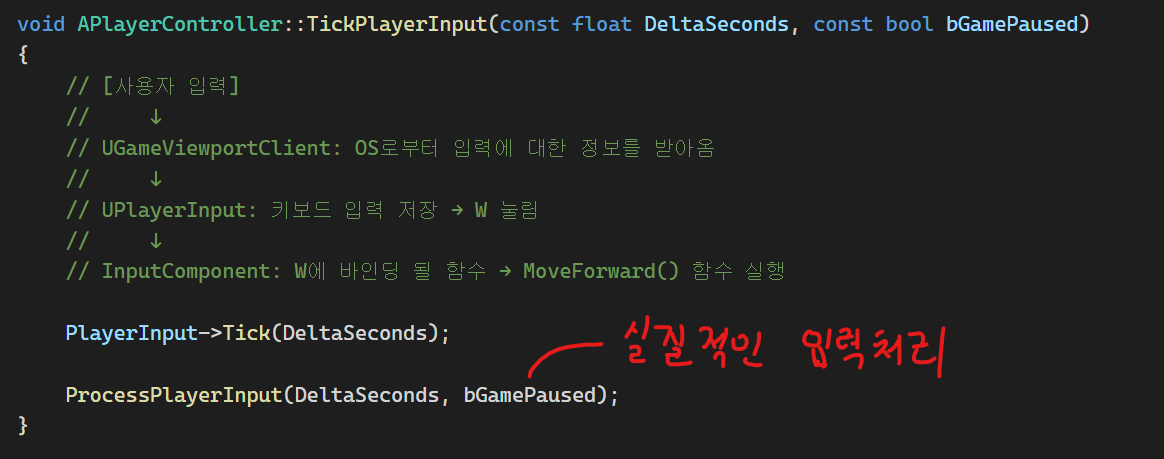 void APlayerController::TickPlayerInput(const float DeltaSeconds, const bool bGamePaused)
{
// [사용자 입력]
// ↓
// UGameViewportClient: OS로부터 입력에 대한 정보를 받아옴
// ↓
// UPlayerInput: 키보드 입력 저장 → W 눌림
// ↓
// InputComponent: W에 바인딩 될 함수 → MoveForward() 함수 실행
PlayerInput->Tick(DeltaSeconds);
실질적인 입력처리
ProcessPlayerInput(DeltaSeconds, bGamePaused);
}